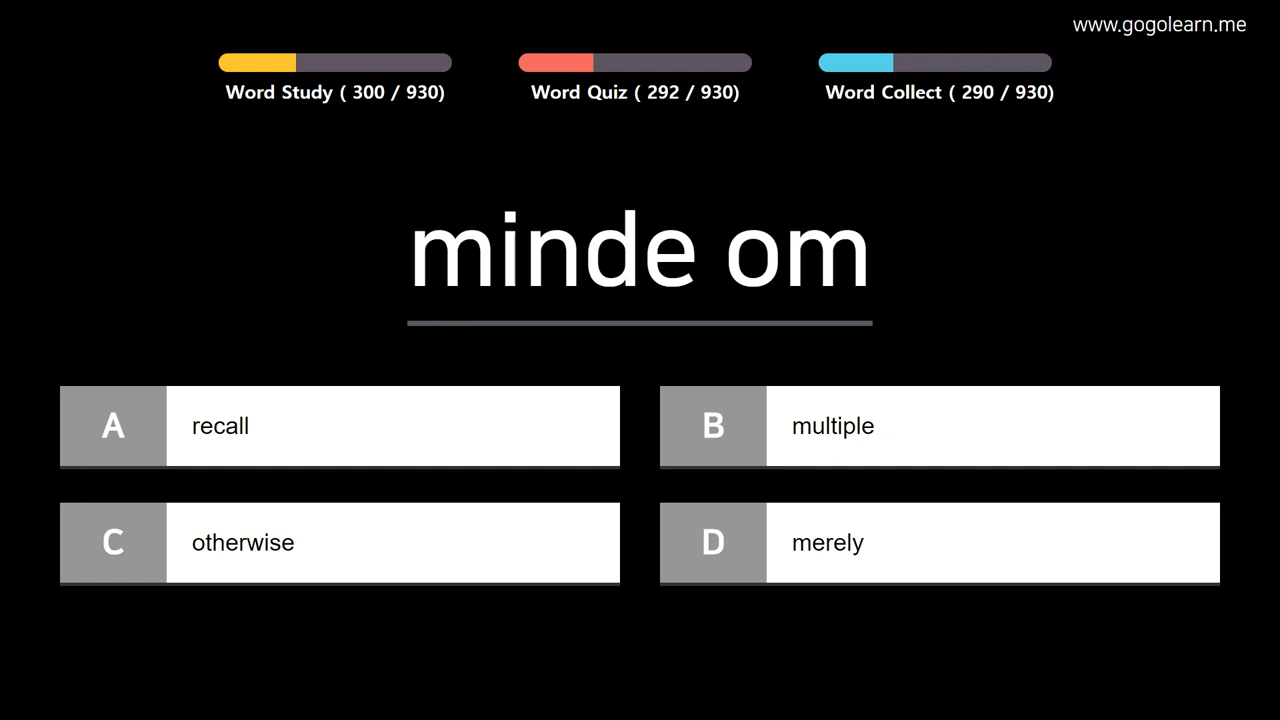 www.gogolearn.me
Word Study ( 300 / 930)
Word Quiz ( 292 / 930)
Word Collect ( 290 / 930)
minde om
A recall
B multiple
C otherwise
D merely